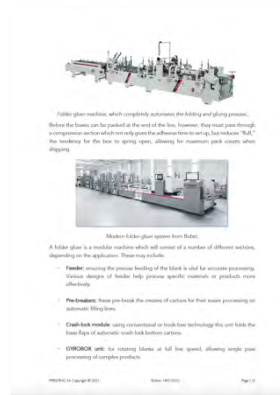 Folder gluer machine, which completely automates the folding and gluing process.
Before the boxes can be packed at the end of the line, however, they must pass through
a compression section which not only gives the adhesive time to set up, but reduces "fluff,"
the tendency for the box to spring open, allowing for maximum pack counts when
shipping.
Modern folder-gluer system from Bobst.
A folder gluer is a modular machine which will consist of a number of different sections,
depending on the application. These may include:
- Feeder: ensuring the precise feeding of the blank is vital for accurate processing.
Various designs of feeder help process specific materials or products more
effectively.
- Pre-breakers: these pre-break the creases of cartons for their easier processing on
automatic filling lines.
- Crash-lock module: using conventional or hook-less technology this unit folds the
base flaps of automatic crash-lock bottom cartons.
- GYROBOX unit: for rotating blanks at full line speed, allowing single pass
processing of complex products.
Copyright © 2021
Page | 12